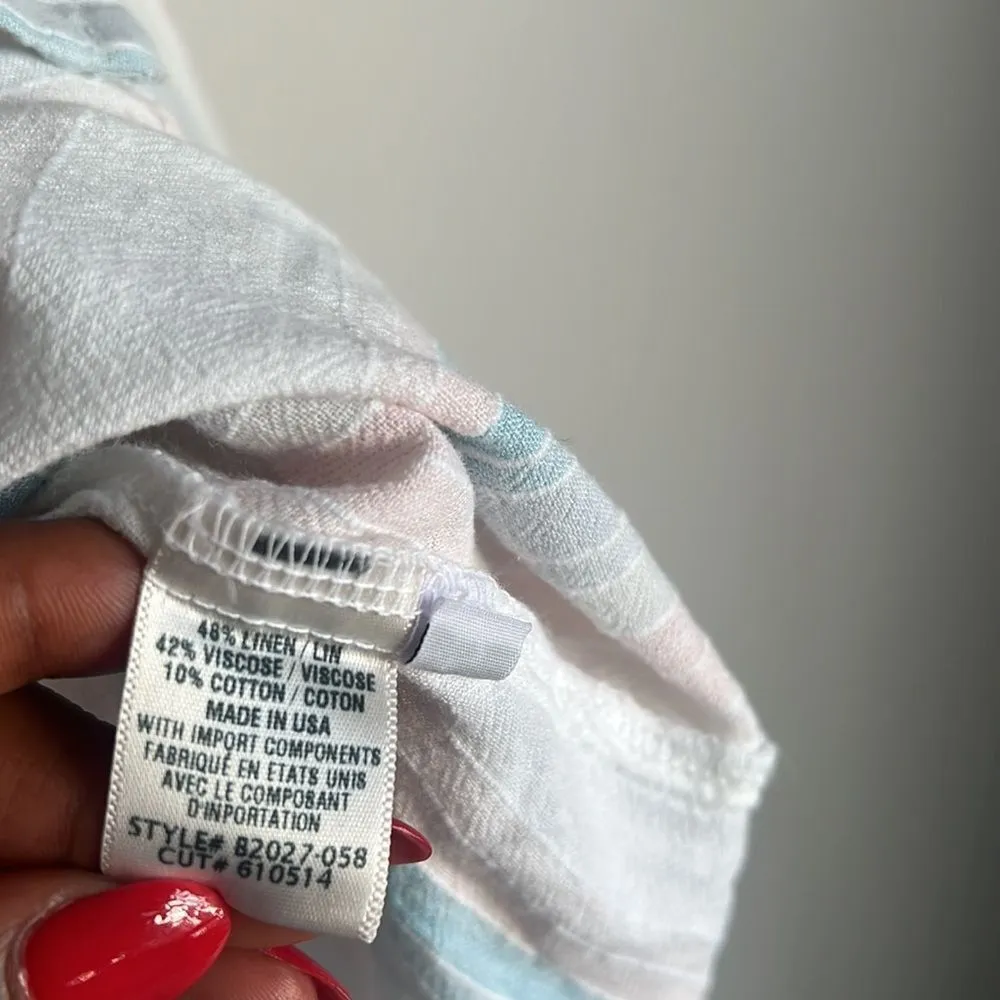 48% LINEN / LIN
42% VISCOSE / VISCOSE
10% COTTON / COTON
MADE IN USA
WITH IMPORT COMPONENTS
FABRIQUÉ EN ETATS UNIS
AVEC LE COMPOSANT
D'INPORTATION
STYLE# 82027-058
CUT# 610514